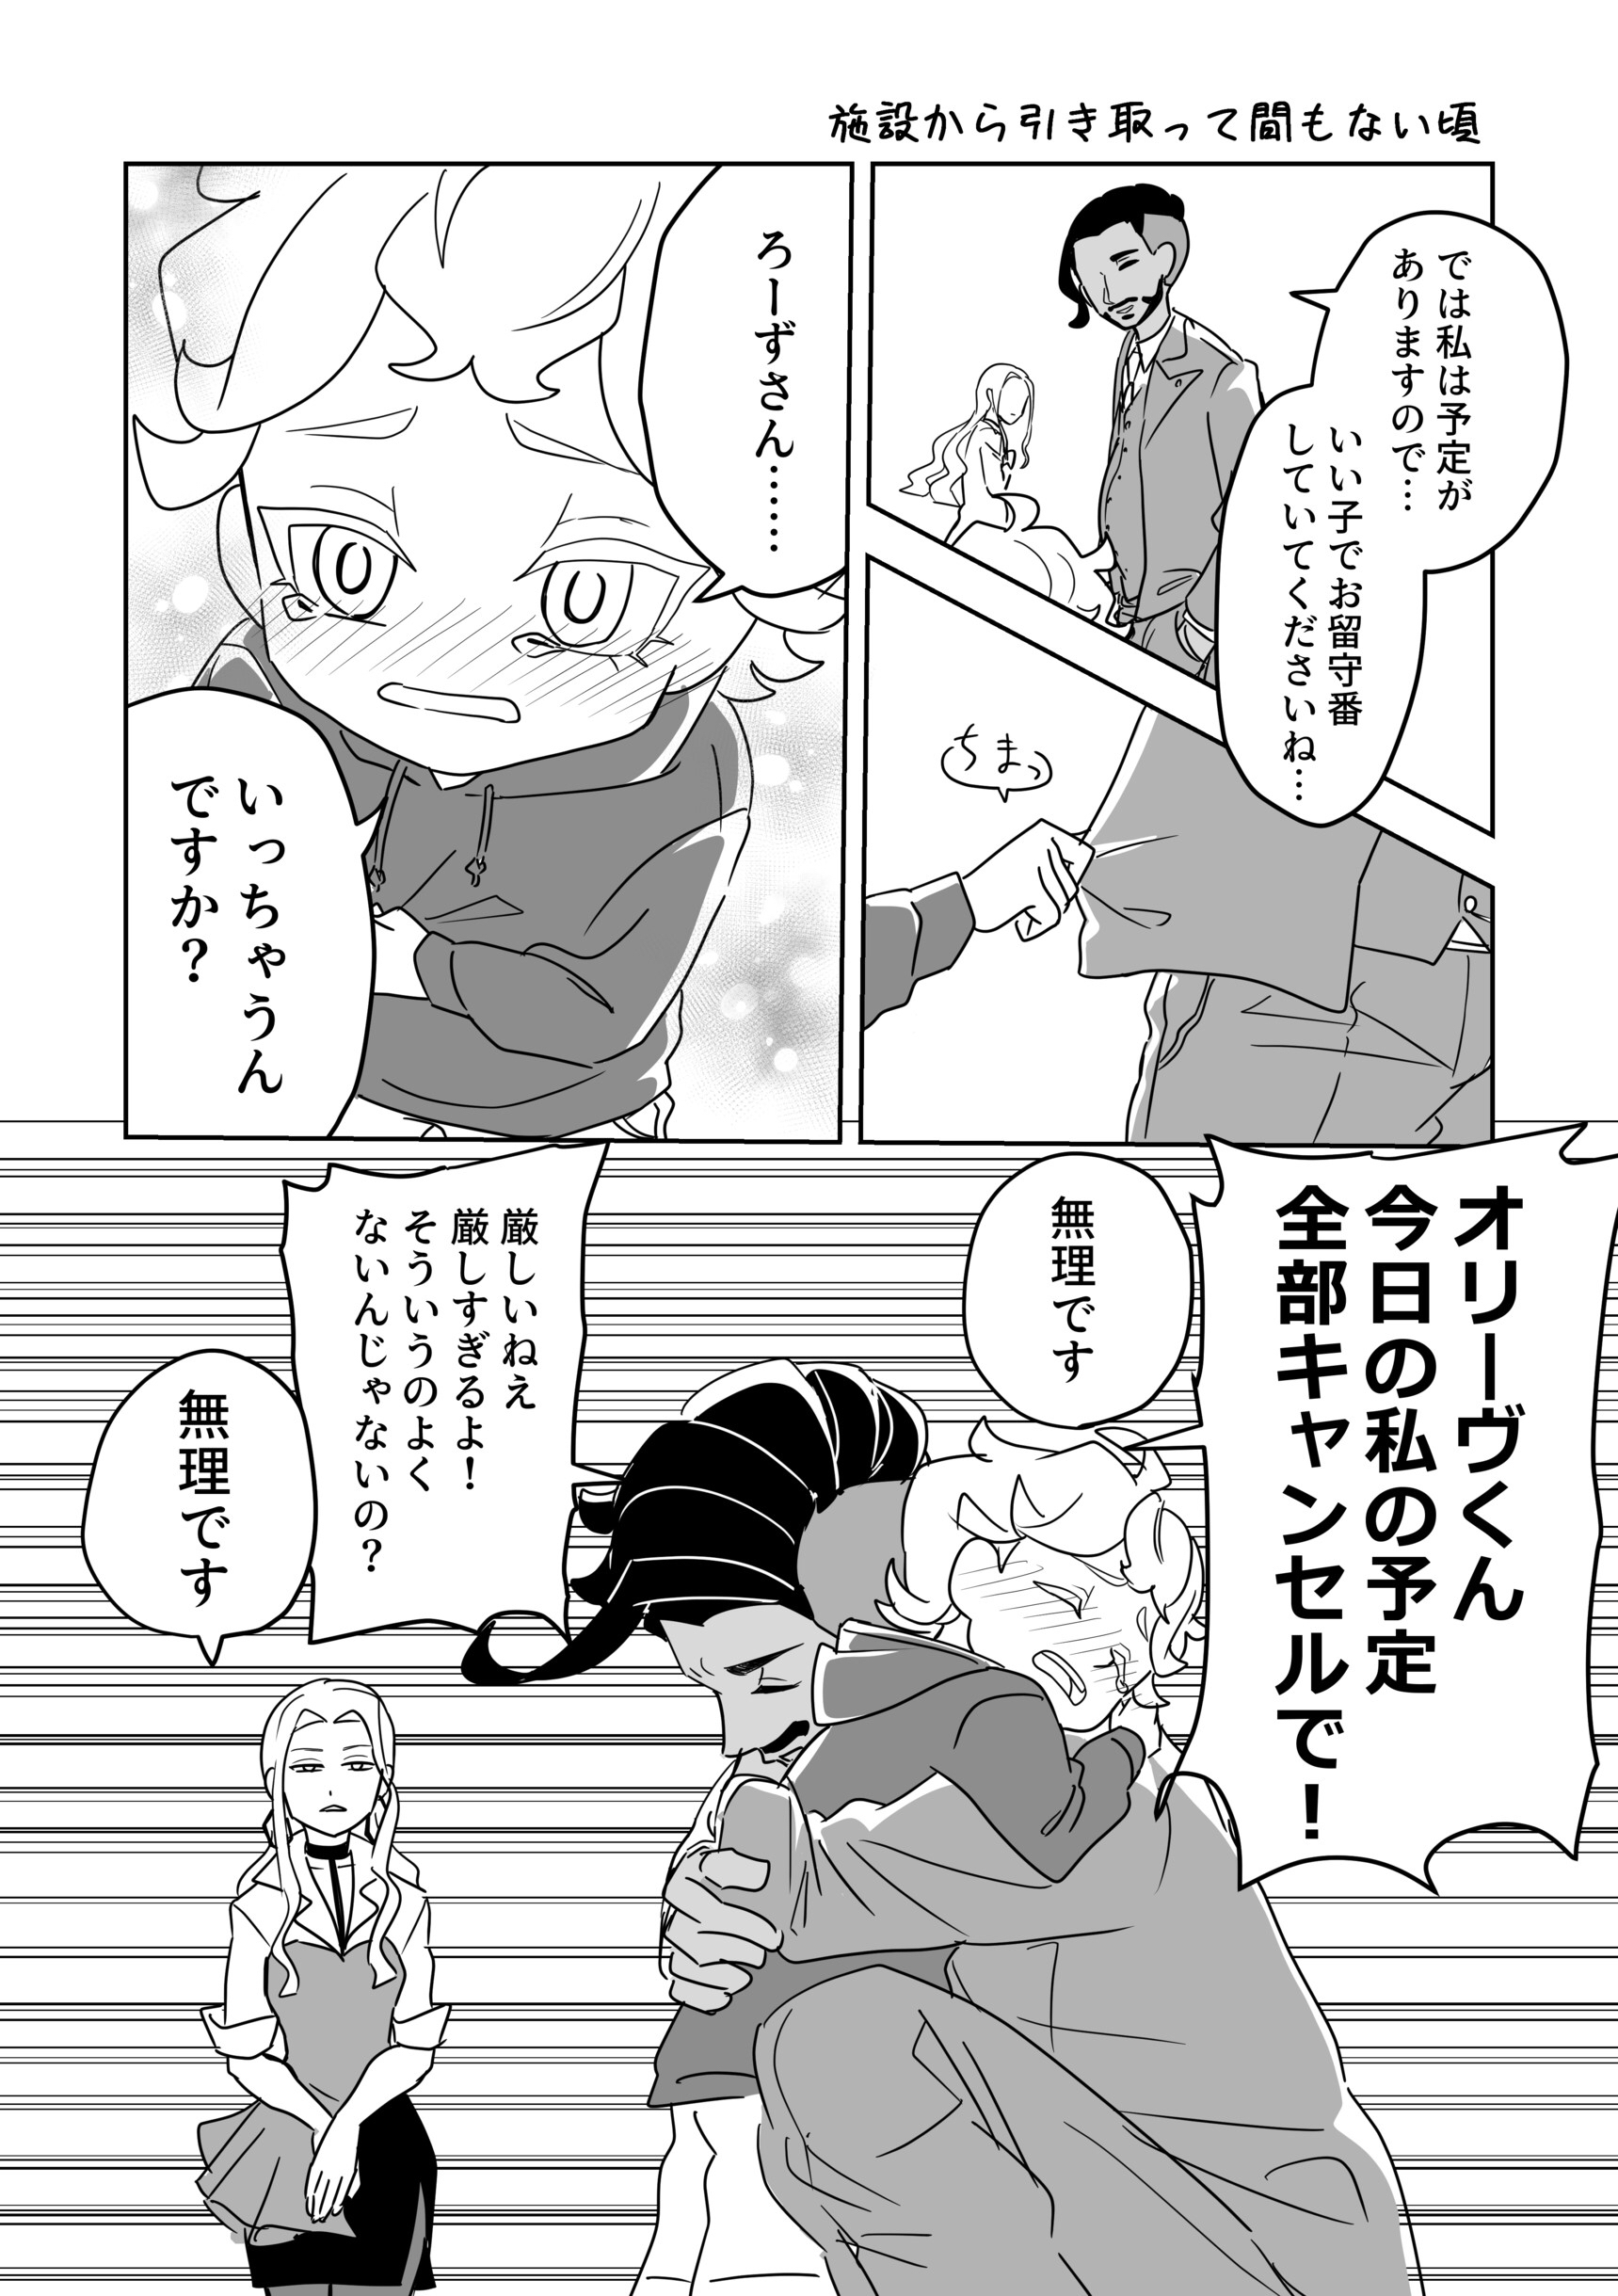 施設から引き取って間もない頃
では私は予定が
ありますので…
いい子でお留守番
していてくださいね…
ちまっ
ろーずさん……
いっちゃうん
ですか?
オリーヴくん
今日の私の予定
全部キャンセルで!
無理です
厳しいねえ
厳しすぎるよ!
そういうのよく
ないんじゃないの?
無理です